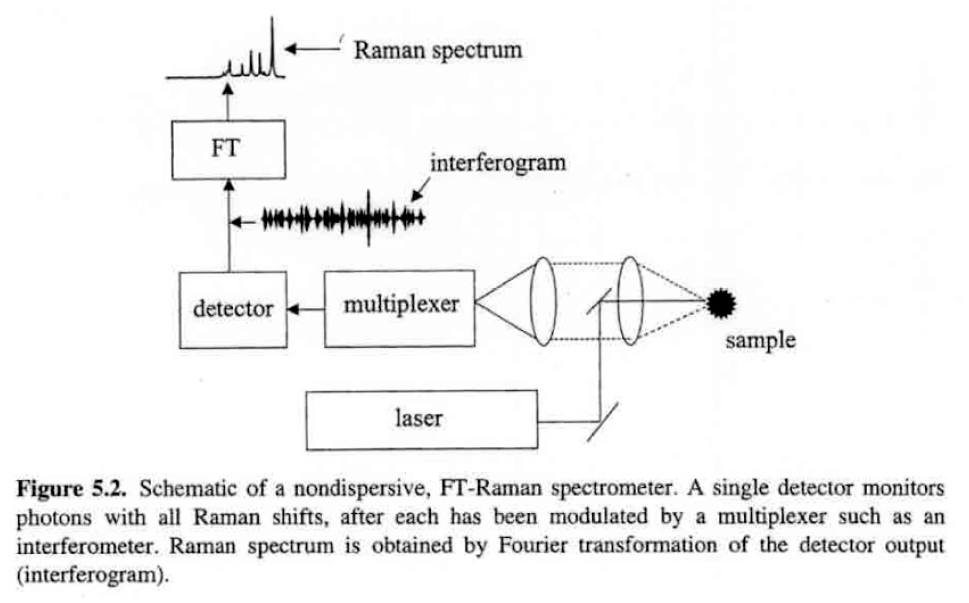 Raman spectrum
FT
interferogram
detector
multiplexer
sample
laser
Figure 5.2. Schematic of a nondispersive, FT-Raman spectrometer. A single detector monitors
photons with all Raman shifts, after each has been modulated by a multiplexer such as an
interferometer. Raman spectrum is obtained by Fourier transformation of the detector output
(interferogram).